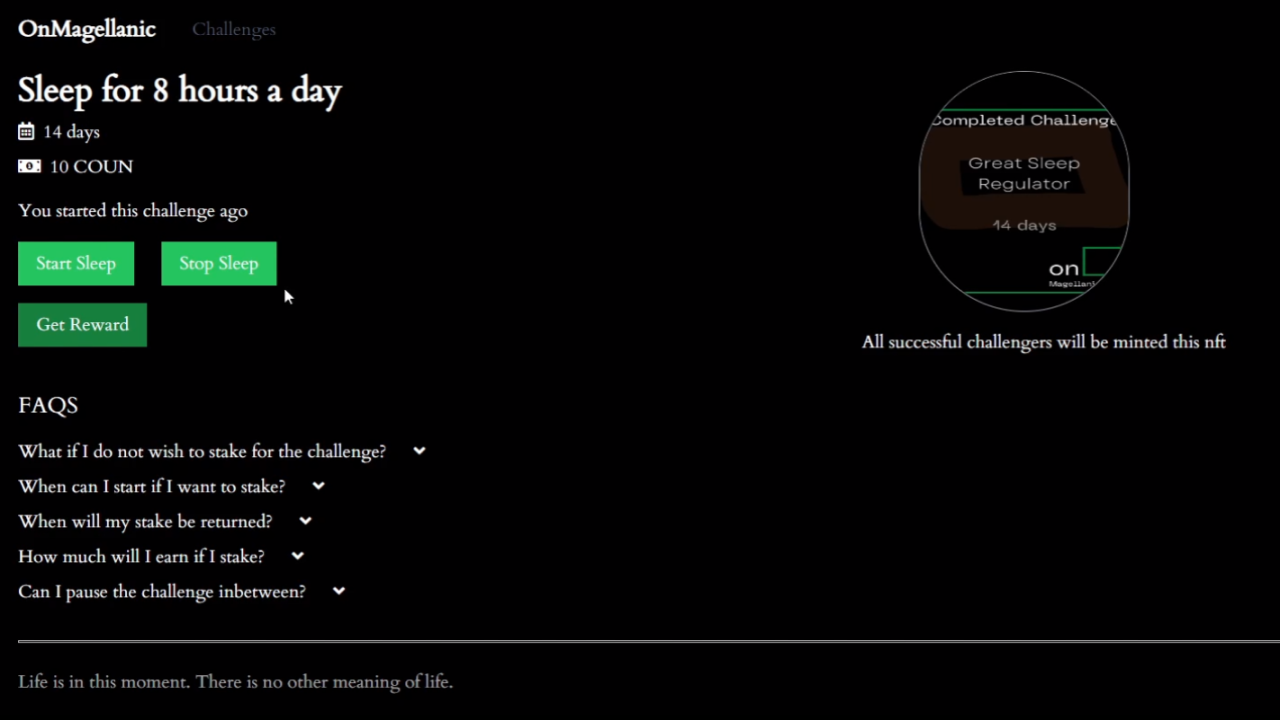 OnMagellanic Challenges
Sleep for 8 hours a day
14 days
10 COUN
You started this challenge ago
Start Sleep Stop Sleep
Get Reward
Completed Challenge
Great Sleep
Regulator
14 days
on
Magellani
All successful challengers will be minted this nft
FAQS
What if I do not wish to stake for the challenge?
When can I start if I want to stake?
When will my stake be returned?
How much will I earn if I stake?
Can I pause the challenge inbetween?
Life is in this moment. There is no other meaning of life.